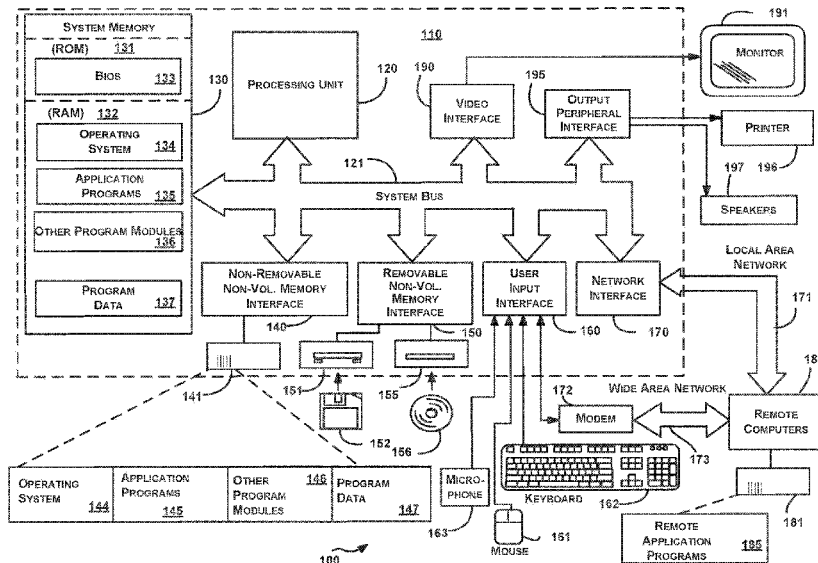 SYSTEM MEMORY
(ROM) 131
BIOS 133
(RAM) 132
OPERATING
SYSTEM 134
APPLICATION
PROGRAMS 135
OTHER PROGRAM
MODULES 136
PROGRAM
DATA 137
130
PROCESSING UNIT
120
110
190
VIDEO
INTERFACE
195
OUTPUT
PERIPHERAL
INTERFACE
191
MONITOR
PRINTER
196
197
SPEAKERS
121
SYSTEM BUS
NON-REMOVABLE
NON-VOL. MEMORY
INTERFACE
140
REMOVABLE
NON-VOL.
MEMORY
INTERFACE
150
USER
INPUT
INTERFACE
160
NETWORK
INTERFACE
170
LOCAL AREA
NETWORK
171
141
151
152
155
156
WIDE AREA NETWORK
172
MODEM
173
REMOTE
COMPUTERS
18
181
REMOTE
APPLICATION
PROGRAMS 185
KEYBOARD
162
MICRO-
PHONE
163
MOUSE
161
OPERATING
SYSTEM 144
APPLICATION
PROGRAMS
145
OTHER
PROGRAM
MODULES 146
PROGRAM
DATA
147
100